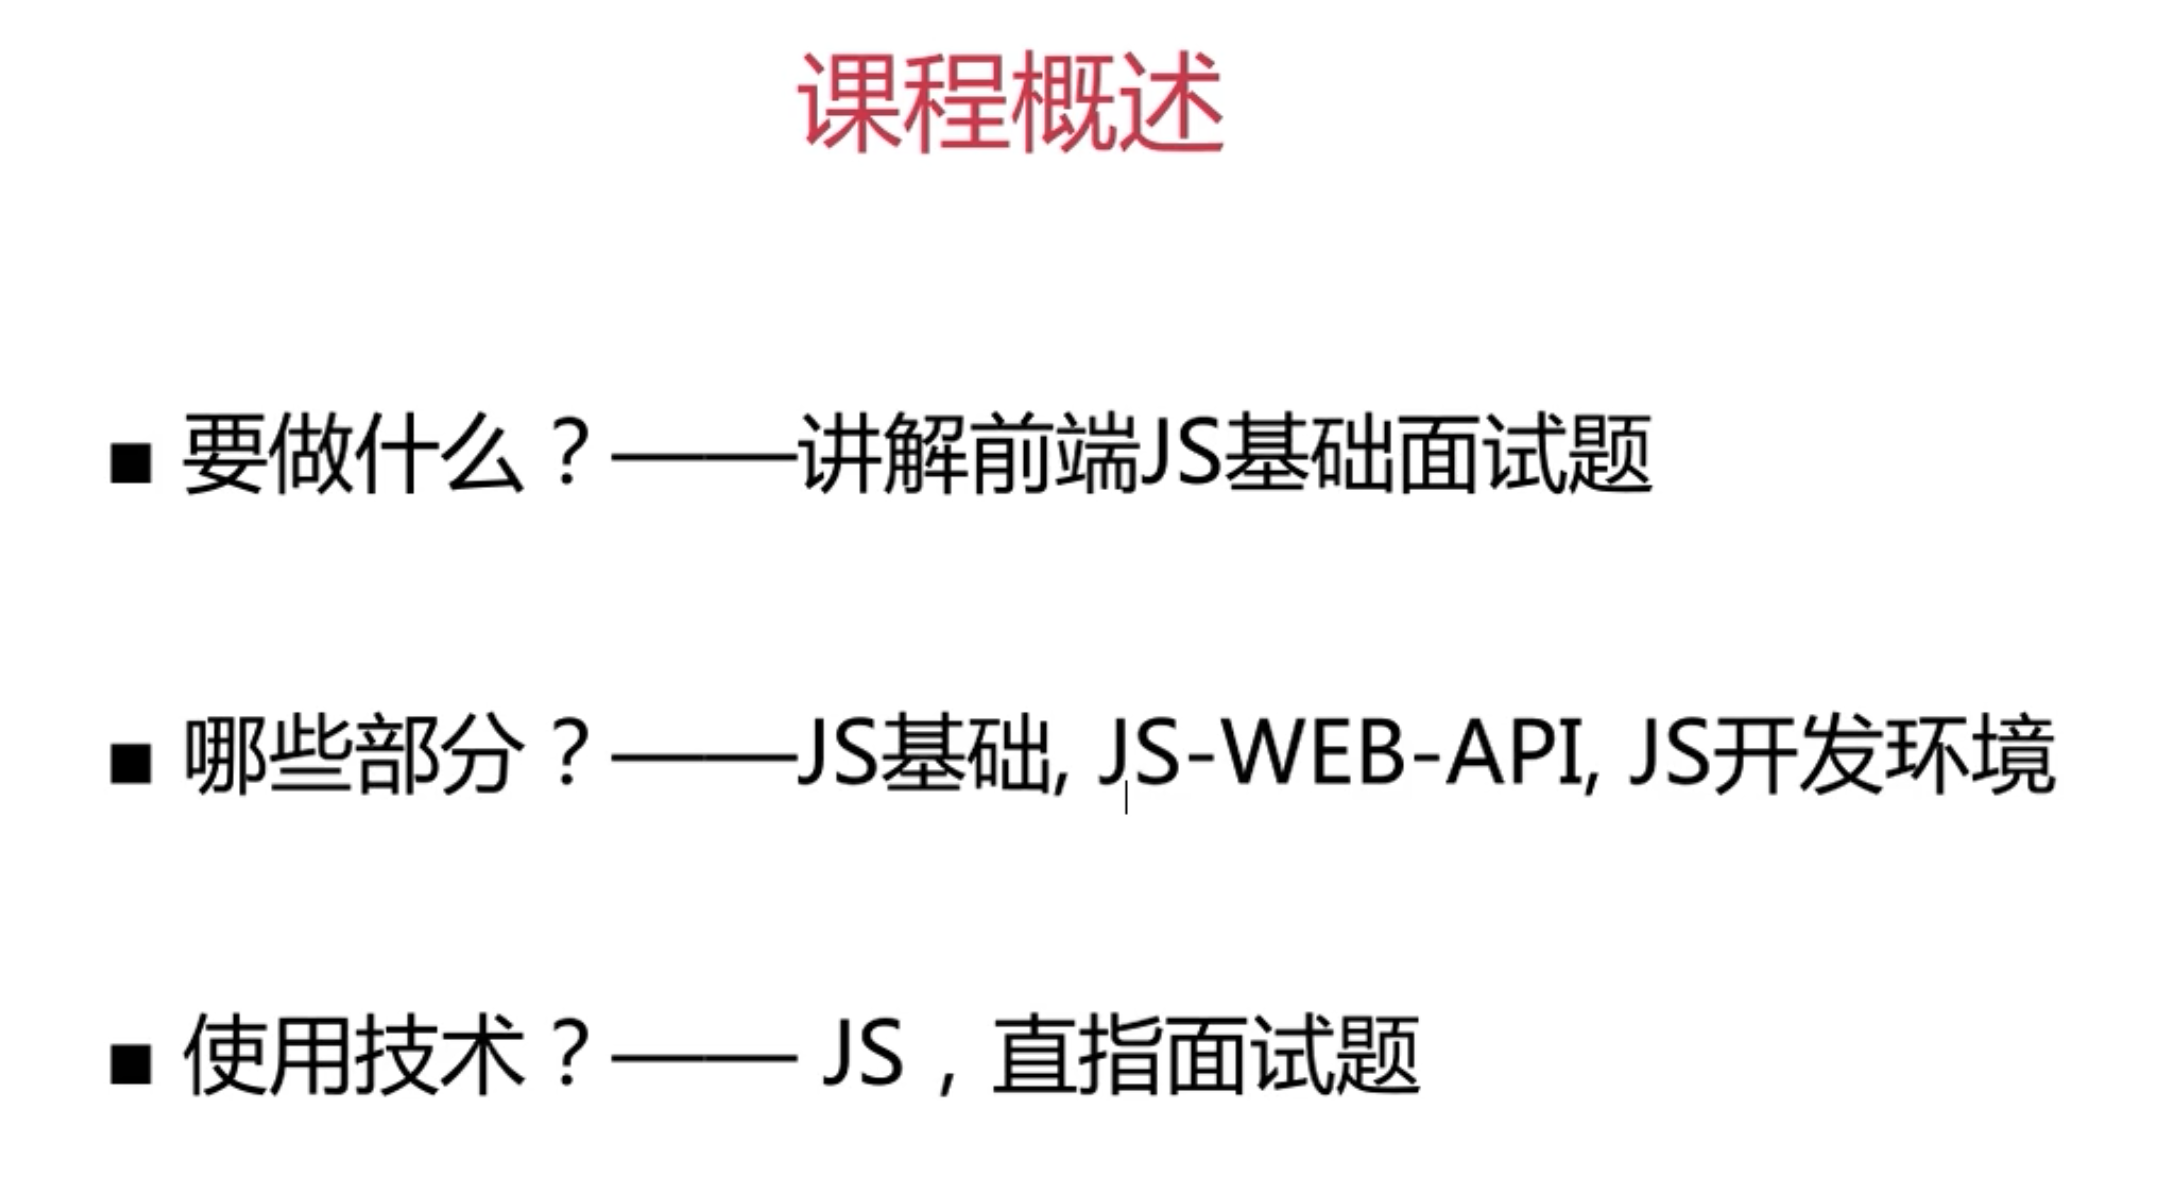 课程概述
■ 要做什么？——讲解前端JS基础面试题
■ 哪些部分？——JS基础, JS-WEB-API, JS开发环境
■ 使用技术？—— JS，直指面试题